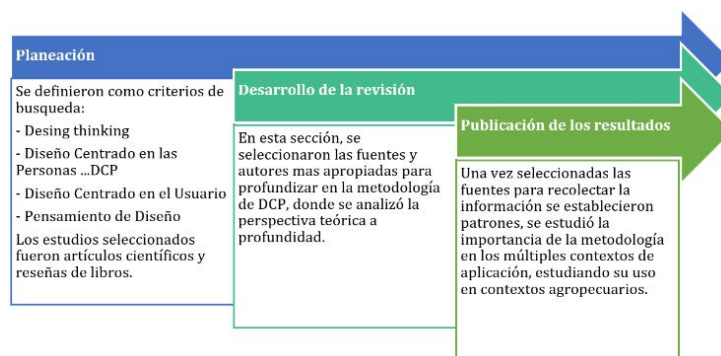 Planeación
Se definieron como criterios de
busqueda:
- Desing thinking
- Diseño Centrado en las
Personas ...DCP
- Diseño Centrado en el Usuario
- Pensamiento de Diseño
Los estudios seleccionados
fueron artículos científicos y
reseñas de libros.
Desarrollo de la revisión
En esta sección, se
seleccionaron las fuentes y
autores mas apropiadas para
profundizar en la metodología
de DCP, donde se analizó la
perspectiva teórica a
profundidad.
Publicación de los resultados
Una vez seleccionadas las
fuentes para recolectar la
información se establecieron
patrones, se estudió la
importancia de la metodología
en los múltiples contextos de
aplicación, estudiando su uso
en contextos agropecuarios.